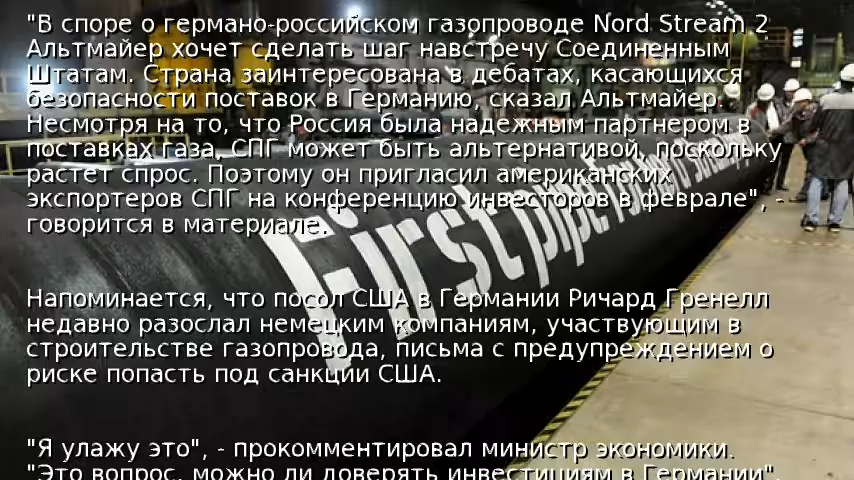 "В споре о германо-российском газопроводе Nord Stream 2
Альтмайер хочет сделать шаг навстречу Соединенным
Штатам. Страна заинтересована в дебатах, касающихся
безопасности поставок в Германию, сказал Альтмайер.
Несмотря на то, что Россия была надежным партнером в
поставках газа, СПГ может быть альтернативой, поскольку
растет спрос. Поэтому он пригласил американских
экспортеров СПГ на конференцию инвесторов в феврале", -
говорится в материале.
First pipe
Напоминается, что посол США в Германии Ричард Гренелл
недавно разослал немецким компаниям, участвующим в
строительстве газопровода, письма с предупреждением о
риске попасть под санкции США.
"Я улажу это", - прокомментировал министр экономики.
"Это вопрос, можно ли доверять инвестициям в Германии",